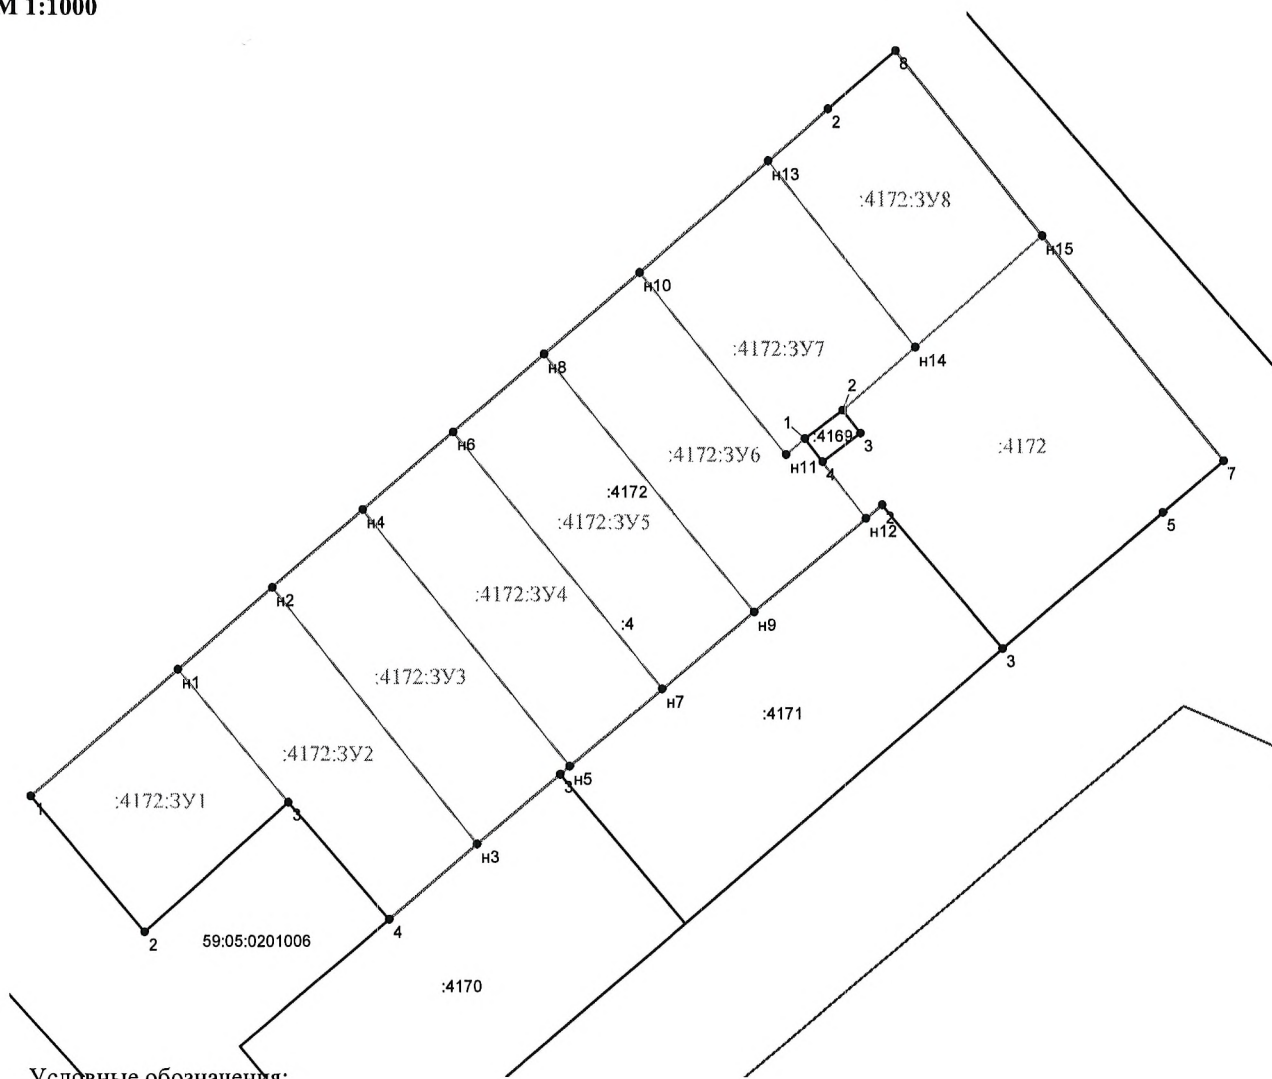 М 1:1000
8
2
н13
:4172:ЗУ8
н15
н10
:4172:ЗУ7
н14
н8
2
1
:4169
3
:4172
н6
:4172:ЗУ6
н11
4
7
:4172
н4
:4172:ЗУ5
2
н12
5
н2
:4172:ЗУ4
:4
н9
3
н1
:4172:ЗУ3
н7
:4171
:4172:ЗУ2
н5
3
1
:4172:ЗУ1
3
н3
2
59:05:0201006
4
:4170
Условные обозначения: